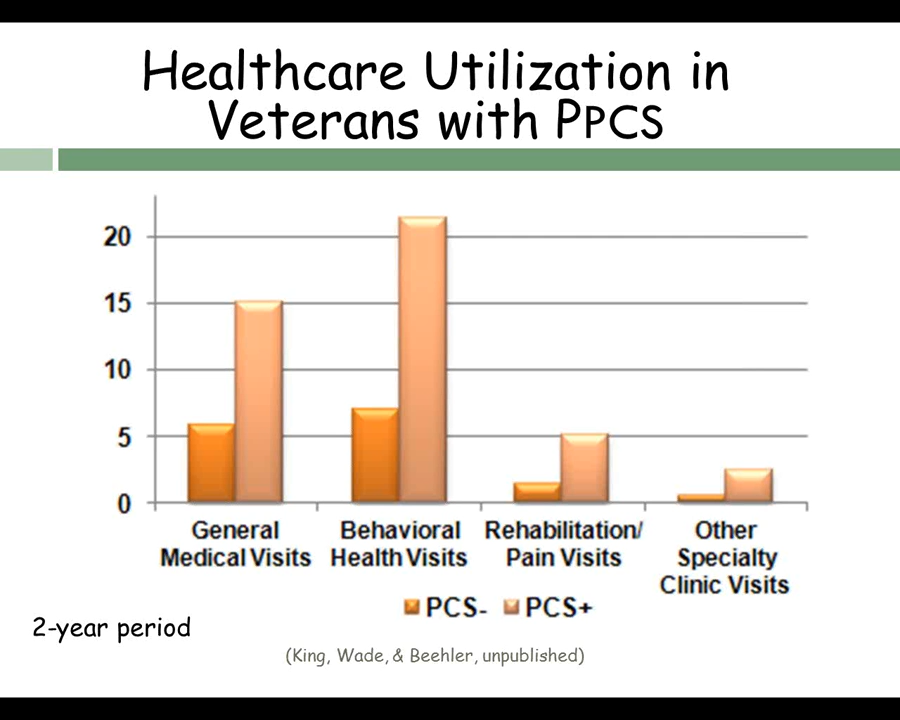 Healthcare Utilization in
Veterans with PPCS
20
15
10
5
0
General
Medical Visits
Behavioral
Health Visits
Rehabilitation/
Pain Visits
Other
Specialty
Clinic Visits
PCS- PCS+
2-year period
(King, Wade, & Beehler, unpublished)